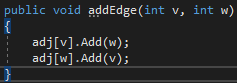 public void addEdge(int v, int w)
{
    adj[v].Add(w);
    adj[w].Add(v);
}